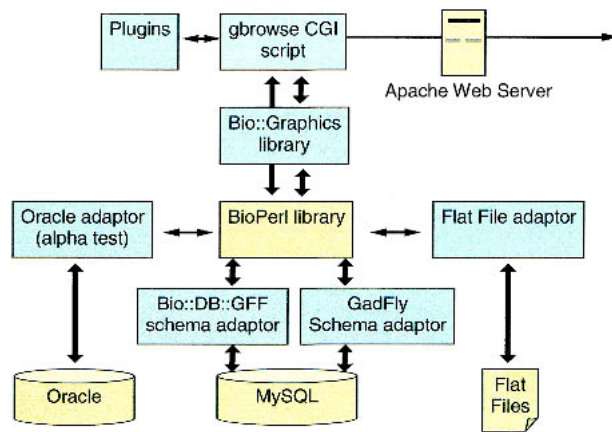 Plugins
gbrowse CGI
script
Apache Web Server
Bio::Graphics
library
Oracle adaptor
(alpha test)
BioPerl library
Flat File adaptor
Bio::DB::GFF
schema adaptor
GadFly
Schema adaptor
Oracle
MySQL
Flat
Files